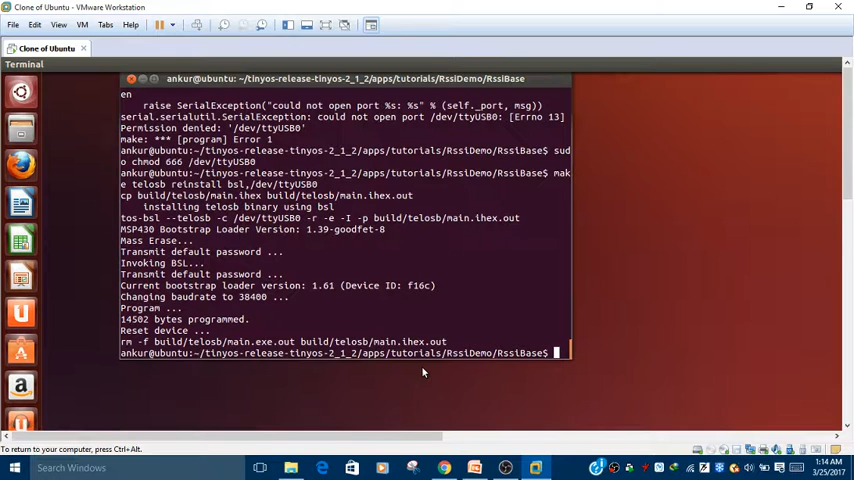 Clone of Ubuntu - VMware Workstation
File Edit View VM Tabs Help
Clone of Ubuntu
Terminal
ankur@ubuntu: ~/tinyos-release-tinyos-2_1_2/apps/tutorials/RssiDemo/RssiBase
en
raise SerialException("could not open port %s: %s" % (self._port, msg))
serial.serialutil.SerialException: could not open port /dev/ttyUSB0: [Errno 13]
Permission denied: '/dev/ttyUSB0'
make: *** [program] Error 1
ankur@ubuntu:~/tinyos-release-tinyos-2_1_2/apps/tutorials/RssiDemo/RssiBase$ sud
o chmod 666 /dev/ttyUSB0
ankur@ubuntu:~/tinyos-release-tinyos-2_1_2/apps/tutorials/RssiDemo/RssiBase$ mak
e telosb reinstall bsl,/dev/ttyUSB0
cp build/telosb/main.ihex build/telosb/main.ihex.out
installing telosb binary using bsl
tos-bsl --telosb -c /dev/ttyUSB0 -r -e -I -p build/telosb/main.ihex.out
MSP430 Bootstrap Loader Version: 1.39-goodfet-8
Mass Erase...
Transmit default password ...
Invoking BSL...
Transmit default password ...
Current bootstrap loader version: 1.61 (Device ID: f16c)
Changing baudrate to 38400 ...
Program ...
14502 bytes programmed.
Reset device ...
rm -f build/telosb/main.exe.out build/telosb/main.ihex.out
ankur@ubuntu:~/tinyos-release-tinyos-2_1_2/apps/tutorials/RssiDemo/RssiBase$
To return to your computer, press Ctrl+Alt.
Search Windows
1:14 AM
3/25/2017